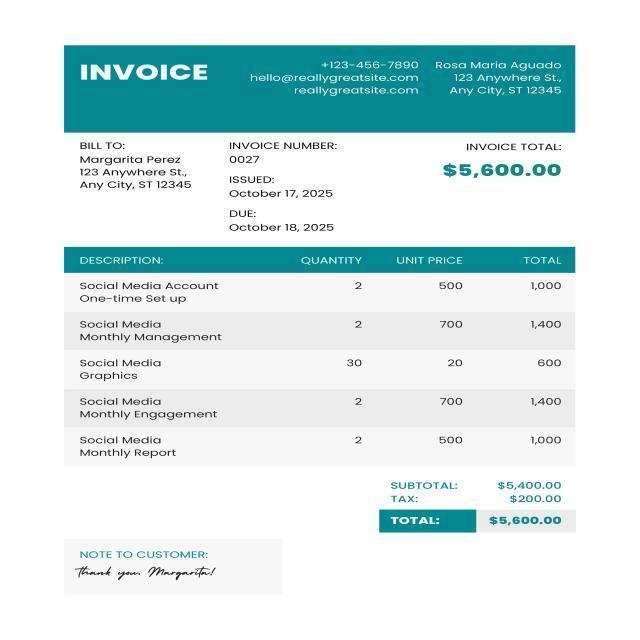 INVOICE
+123-456-7890
hello@reallygreatsite.com
reallygreatsite.com
Rosa Maria Aguado
123 Anywhere St.,
Any City, ST 12345
BILL TO:
Margarita Perez
123 Anywhere St.,
Any City, ST 12345
INVOICE NUMBER:
0027
ISSUED:
October 17, 2025
DUE:
October 18, 2025
INVOICE TOTAL:
$5,600.00
DESCRIPTION: QUANTITY UNIT PRICE TOTAL
Social Media Account 2 500 1,000
One-time Set up
Social Media 2 700 1,400
Monthly Management
Social Media 30 20 600
Graphics
Social Media 2 700 1,400
Monthly Engagement
Social Media 2 500 1,000
Monthly Report
SUBTOTAL: $5,400.00
TAX: $200.00
TOTAL: $5,600.00
NOTE TO CUSTOMER:
Thank you, Margarita!